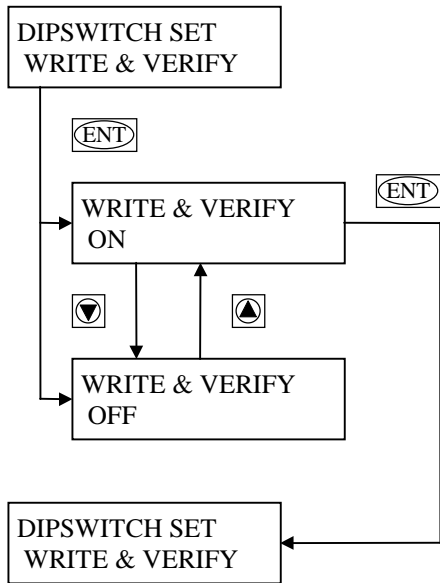 DIPSWITCH SET
WRITE & VERIFY
ENT
ENT
WRITE & VERIFY
ON
WRITE & VERIFY
OFF
DIPSWITCH SET
WRITE & VERIFY